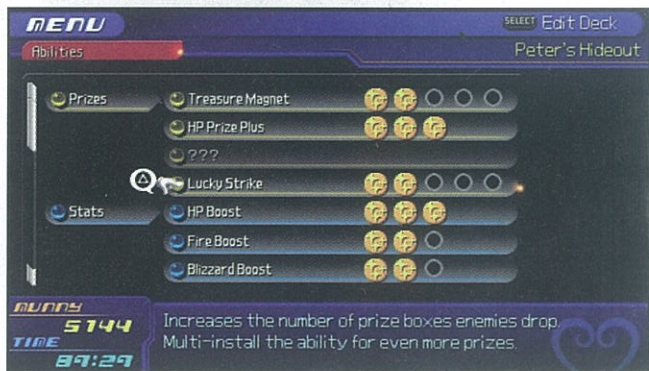 MENU
SELECT Edit Deck
Abilities
Peter's Hideout
Prizes
Treasure Magnet
HP Prize Plus
???
Lucky Strike
Stats
HP Boost
Fire Boost
Blizzard Boost
MUNNY
5144
TIME
89:29
Increases the number of prize boxes enemies drop.
Multi-install the ability for even more prizes.